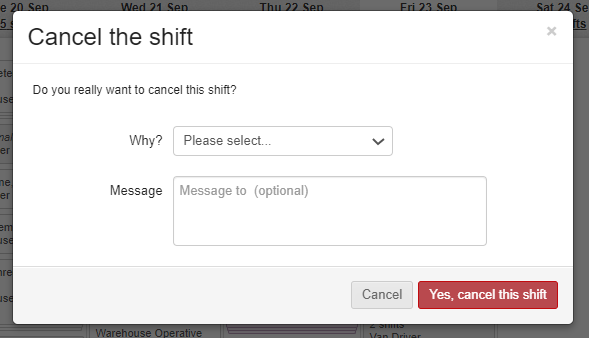 e 20 Sep Wed 21 Sep Thu 22 Sep Fri 23 Sep Sat 24 Se
Cancel the shift ×
Do you really want to cancel this shift?
Why? Please select...
Message Message to (optional)
Cancel Yes, cancel this shift
Warehouse Operative
2 shifts
Van Driver